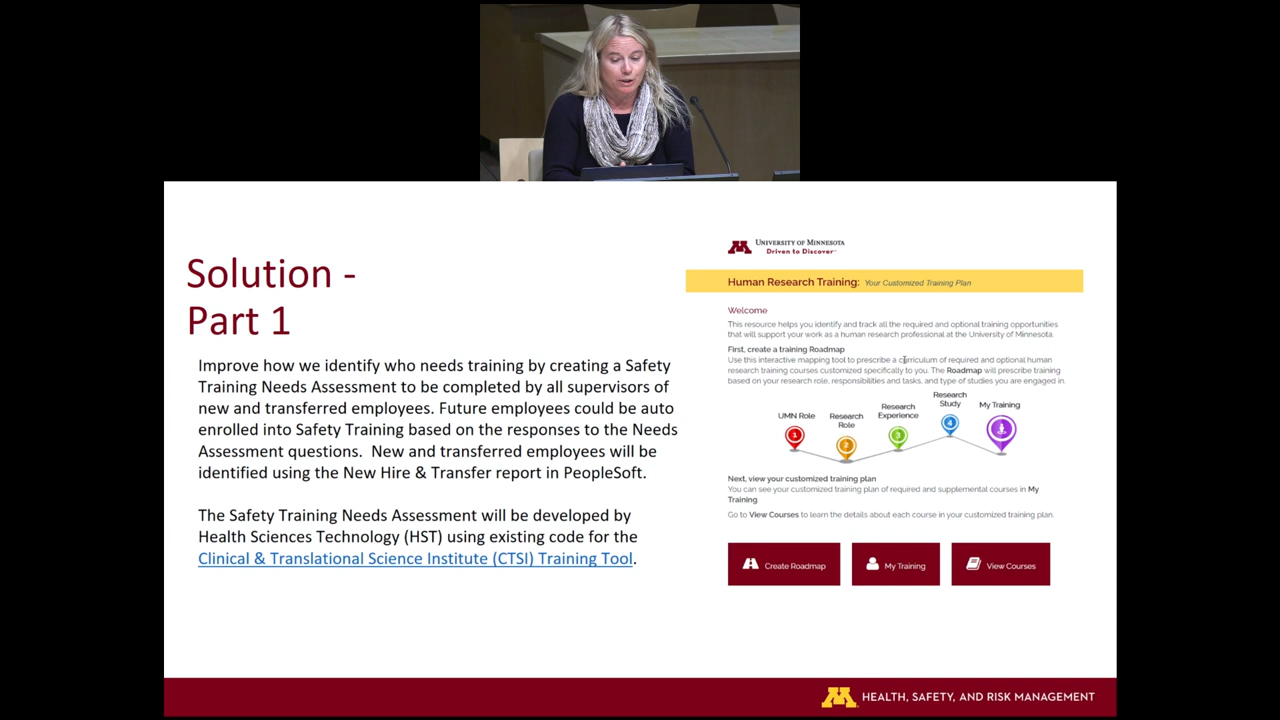 Solution -
Part 1
Improve how we identify who needs training by creating a Safety
Training Needs Assessment to be completed by all supervisors of
new and transferred employees. Future employees could be auto
enrolled into Safety Training based on the responses to the Needs
Assessment questions.  New and transferred employees will be
identified using the New Hire & Transfer report in PeopleSoft.
The Safety Training Needs Assessment will be developed by
Health Sciences Technology (HST) using existing code for the
Clinical & Translational Science Institute (CTSI) Training Tool.
UNIVERSITY OF MINNESOTA
Driven to Discover℠
Human Research Training: Your Customized Training Plan
Welcome
This resource helps you identify and track all the required and optional training opportunities
that will support your work as a human research professional at the University of Minnesota.
First, create a training Roadmap
Use this interactive mapping tool to prescribe a curriculum of required and optional human
research training courses customized specifically to you. The Roadmap will prescribe training
based on your research role, responsibilities and tasks, and type of studies you are engaged in.
UMN Role
Research
Role
Research
Experience
Research
Study
My Training
1
2
3
4
Next, view your customized training plan
You can see your customized training plan of required and supplemental courses in My
Training.
Go to View Courses to learn the details about each course in your customized training plan.
Create Roadmap
My Training
View Courses
HEALTH, SAFETY, AND RISK MANAGEMENT